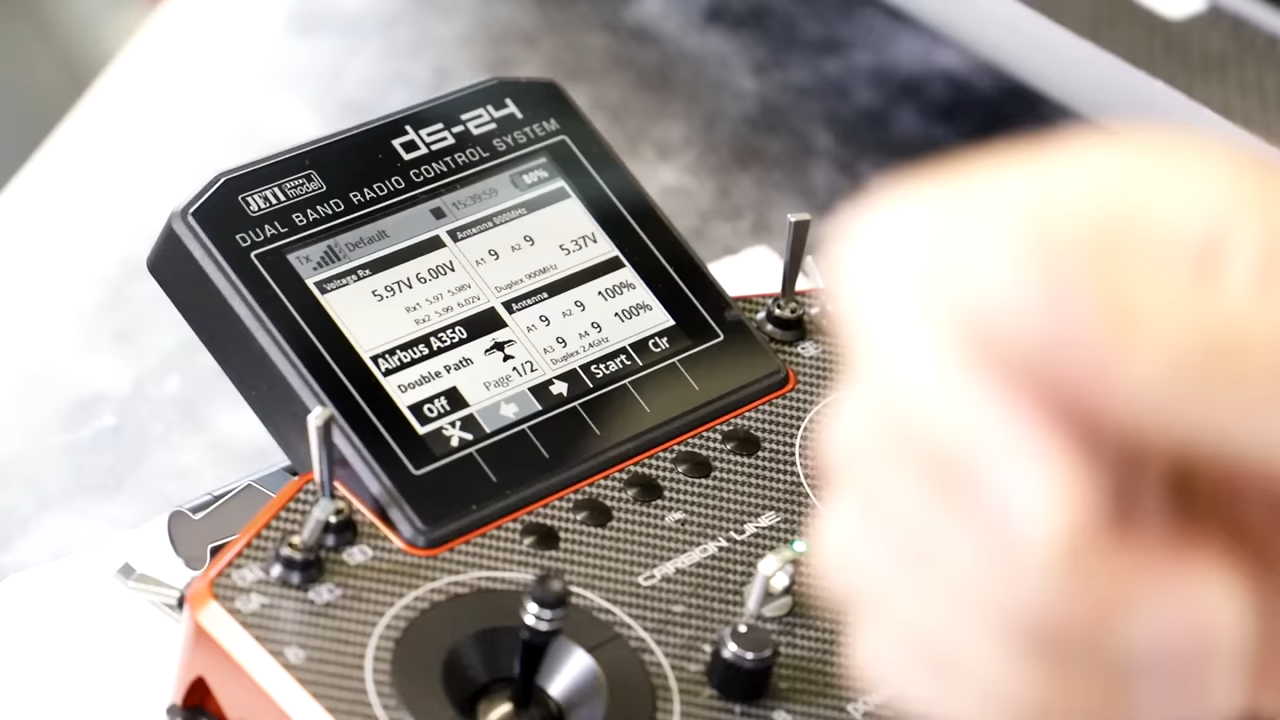 ds-24
JETI model
DUAL BAND RADIO CONTROL SYSTEM
Tx Default 15:39:59 80%
Voltage Rx
5.97V 6.00V
Rx1 5.97 5.98V
Rx2 5.99 6.02V
Antenna 900MHz
A1 9 A2 9
5.37V
Duplex 900MHz
Airbus A350
Double Path
Antenna
A1 9 A2 9 100%
A3 9 A4 9 100%
Duplex 2.4GHz
Off
Page 1/2
Start
Clr
mic
CARBON LINE